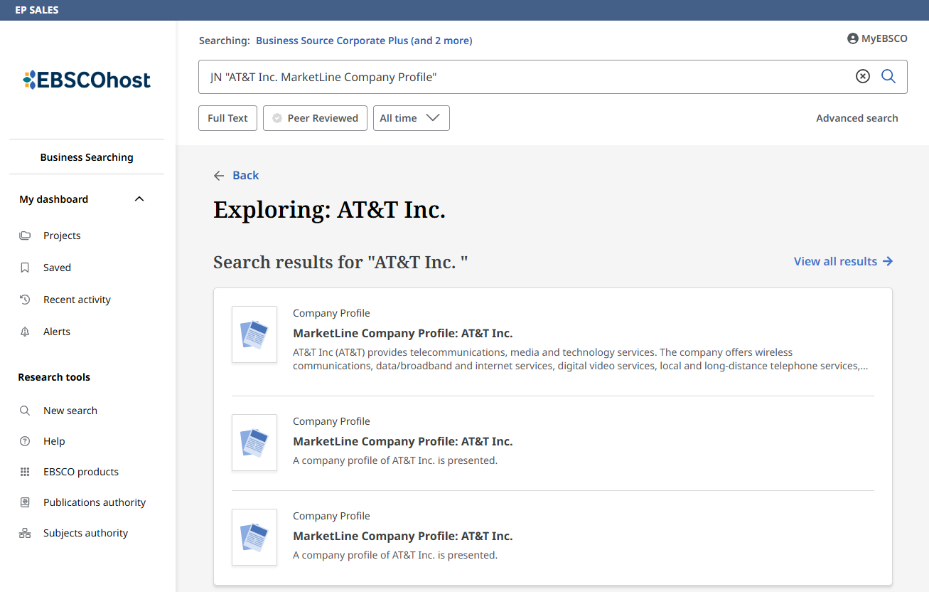 EP SALES
Searching: Business Source Corporate Plus (and 2 more)
MyEBSCO
EBSCOhost
JN "AT&T Inc. MarketLine Company Profile"
Full Text
Peer Reviewed
All time
Advanced search
Business Searching
My dashboard
Projects
Saved
Recent activity
Alerts
Research tools
New search
Help
EBSCO products
Publications authority
Subjects authority
Back
Exploring: AT&T Inc.
Search results for "AT&T Inc. "
View all results
Company Profile
MarketLine Company Profile: AT&T Inc.
AT&T Inc (AT&T) provides telecommunications, media and technology services. The company offers wireless
communications, data/broadband and internet services, digital video services, local and long-distance telephone services,...
Company Profile
MarketLine Company Profile: AT&T Inc.
A company profile of AT&T Inc. is presented.
Company Profile
MarketLine Company Profile: AT&T Inc.
A company profile of AT&T Inc. is presented.